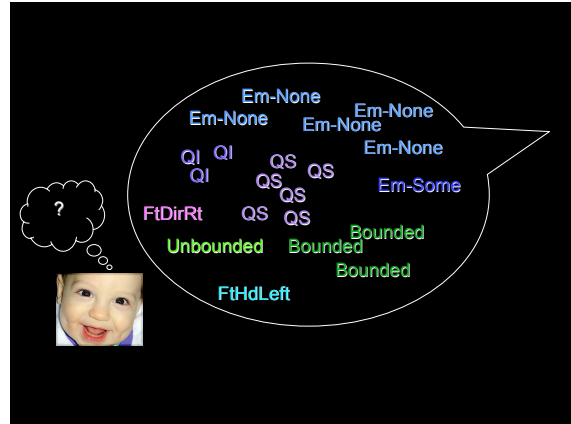 Em-None
Em-None
Em-None
Em-None
Em-None
QI
QI
QI
QS
QS
QS
QS
QS
QS
Em-Some
FtDirRt
?
Unbounded
Bounded
Bounded
Bounded
FtHdLeft